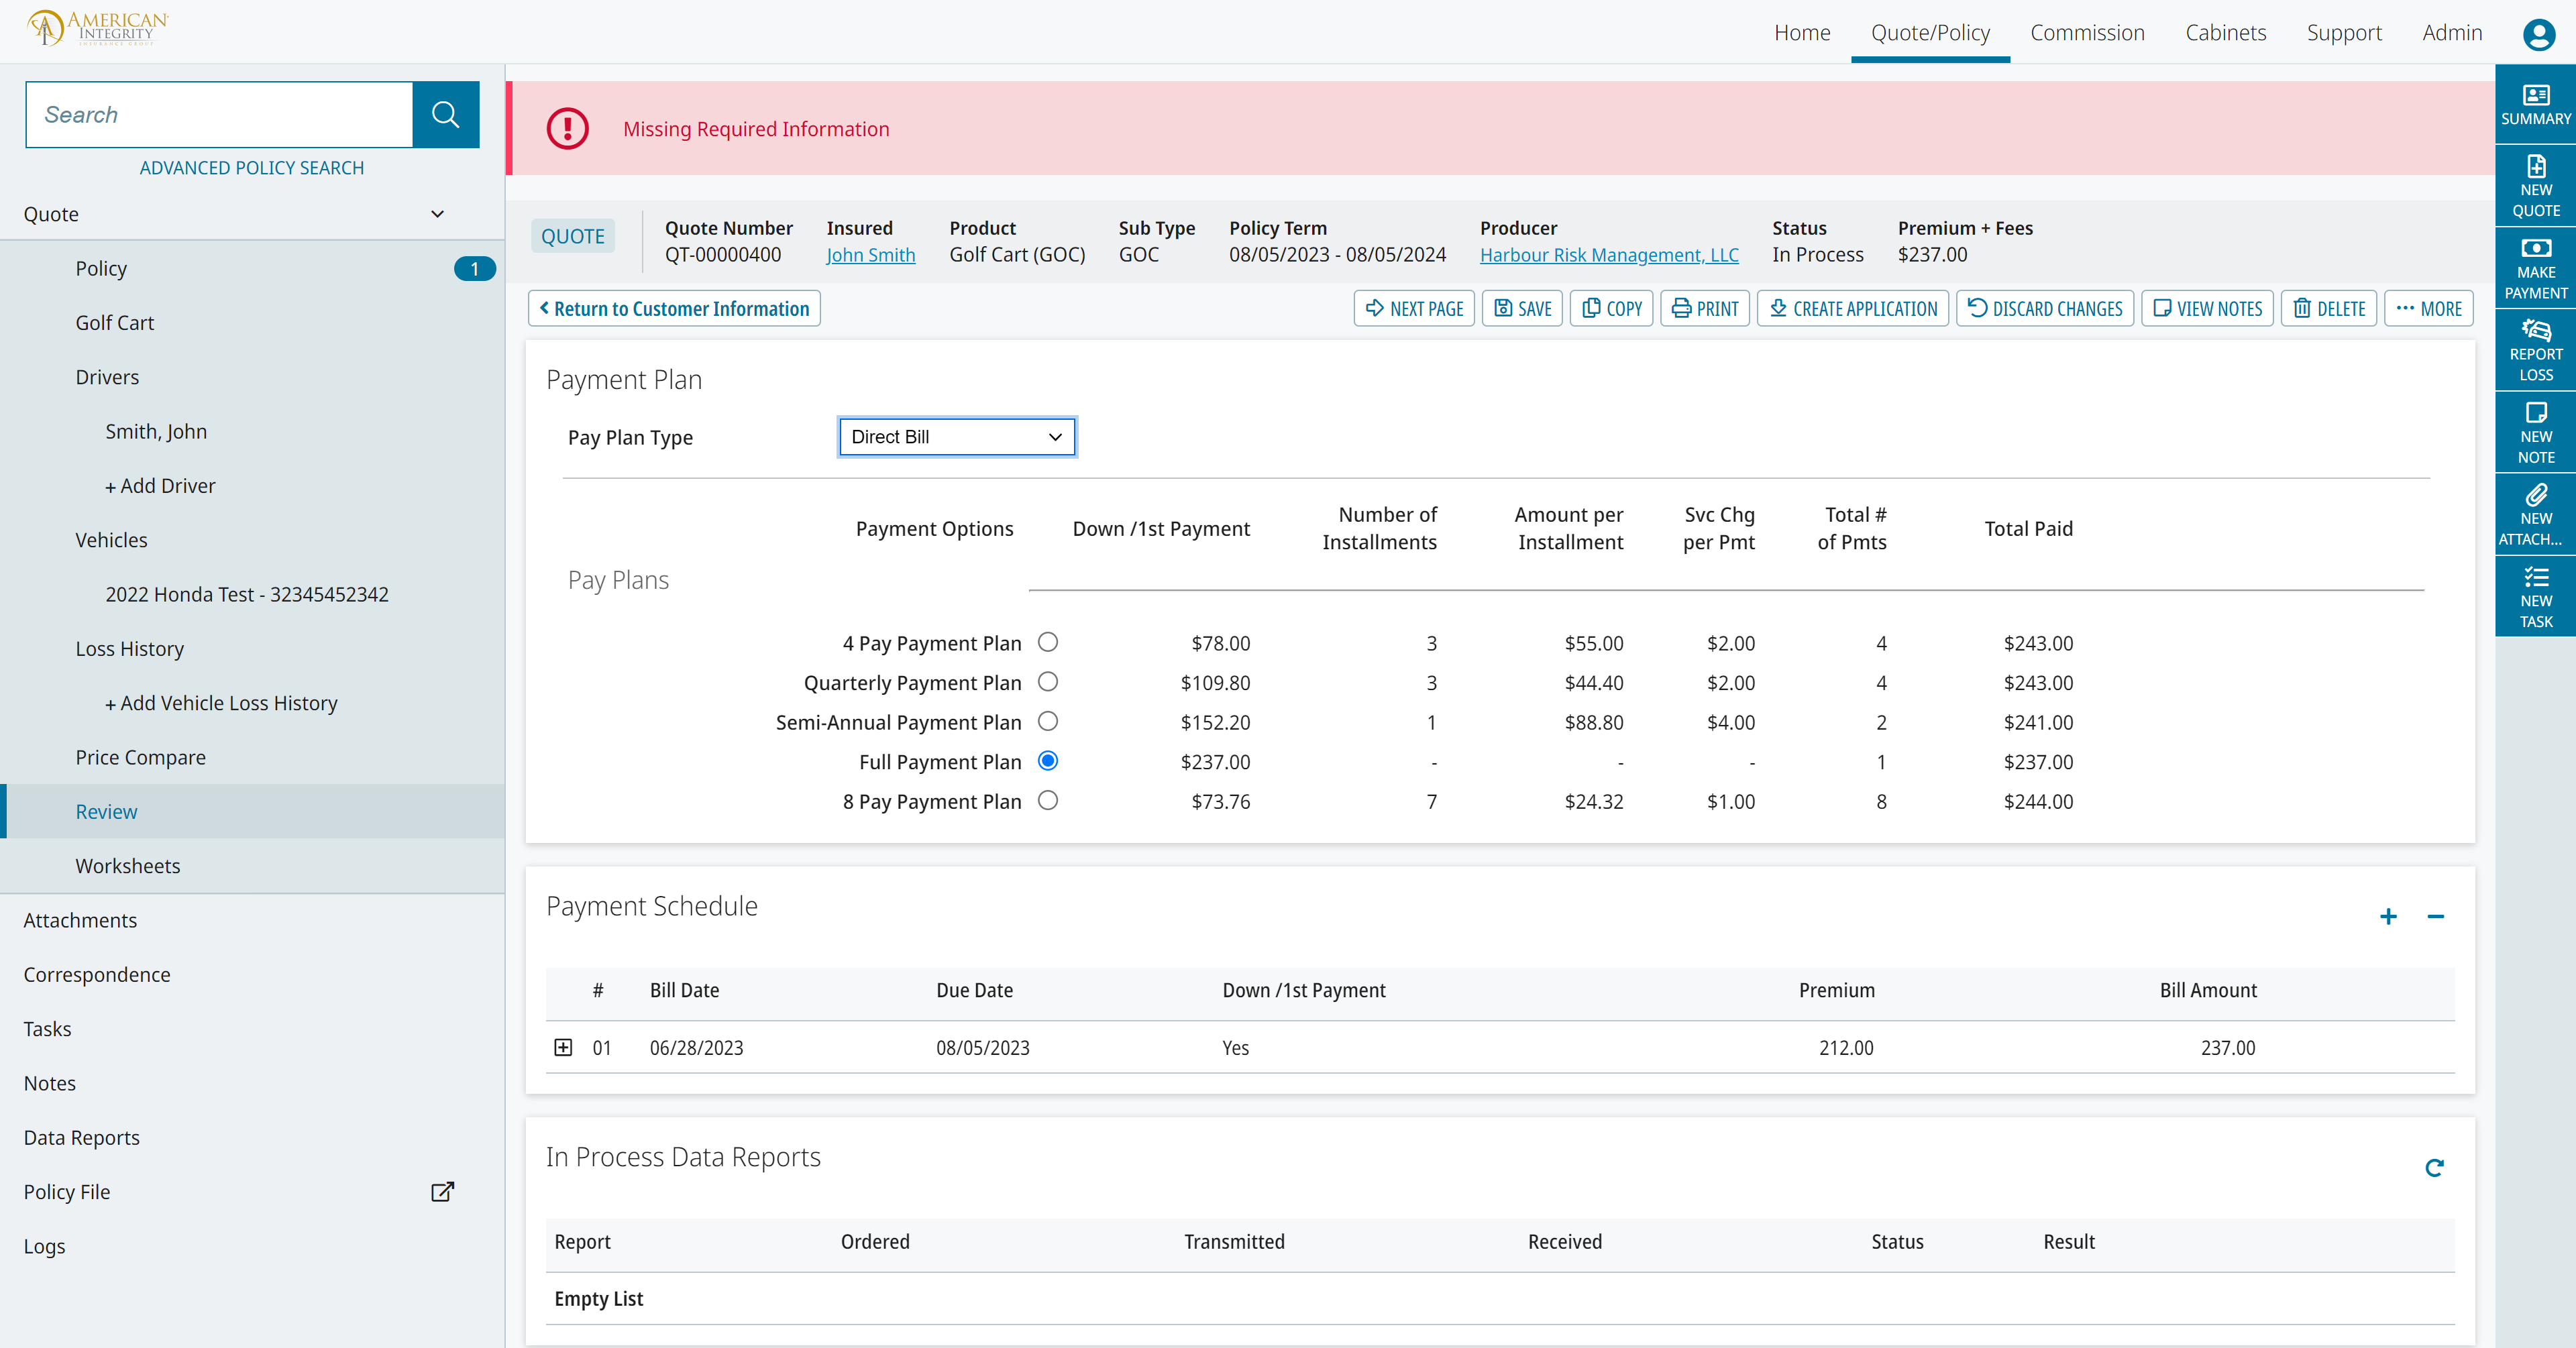 AMERICAN
INTEGRITY
INSURANCE GROUP
Home Quote/Policy Commission Cabinets Support Admin
Search
ADVANCED POLICY SEARCH
Quote
Policy 1
Golf Cart
Drivers
Smith, John
+ Add Driver
Vehicles
2022 Honda Test - 32345452342
Loss History
+ Add Vehicle Loss History
Price Compare
Review
Worksheets
Attachments
Correspondence
Tasks
Notes
Data Reports
Policy File
Logs
Missing Required Information
QUOTE
Quote Number Insured Product Sub Type Policy Term Producer Status Premium + Fees
QT-00000400 John Smith Golf Cart (GOC) GOC 08/05/2023 - 08/05/2024 Harbour Risk Management, LLC In Process $237.00
Return to Customer Information NEXT PAGE SAVE COPY PRINT CREATE APPLICATION DISCARD CHANGES VIEW NOTES DELETE MORE
Payment Plan
Pay Plan Type Direct Bill
Payment Options Down /1st Payment Number of Installments Amount per Installment Svc Chg per Pmt Total # of Pmts Total Paid
Pay Plans
4 Pay Payment Plan $78.00 3 $55.00 $2.00 4 $243.00
Quarterly Payment Plan $109.80 3 $44.40 $2.00 4 $243.00
Semi-Annual Payment Plan $152.20 1 $88.80 $4.00 2 $241.00
Full Payment Plan $237.00 - - - 1 $237.00
8 Pay Payment Plan $73.76 7 $24.32 $1.00 8 $244.00
Payment Schedule
# Bill Date Due Date Down /1st Payment Premium Bill Amount
01 06/28/2023 08/05/2023 Yes 212.00 237.00
In Process Data Reports
Report Ordered Transmitted Received Status Result
Empty List
SUMMARY
NEW
QUOTE
MAKE
PAYMENT
REPORT
LOSS
NEW
NOTE
NEW
ATTACH...
NEW
TASK